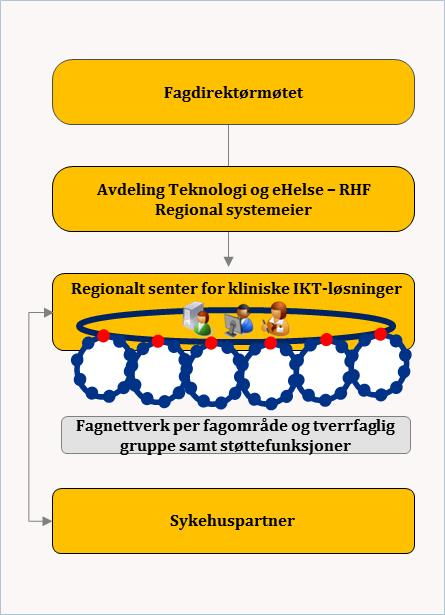 Fagdirektørmøtet
Avdeling Teknologi og eHelse – RHF
Regional systemeier
Regionalt senter for kliniske IKT-løsninger
Fagnettverk per fagområde og tverrfaglig
gruppe samt støttefunksjoner
Sykehuspartner